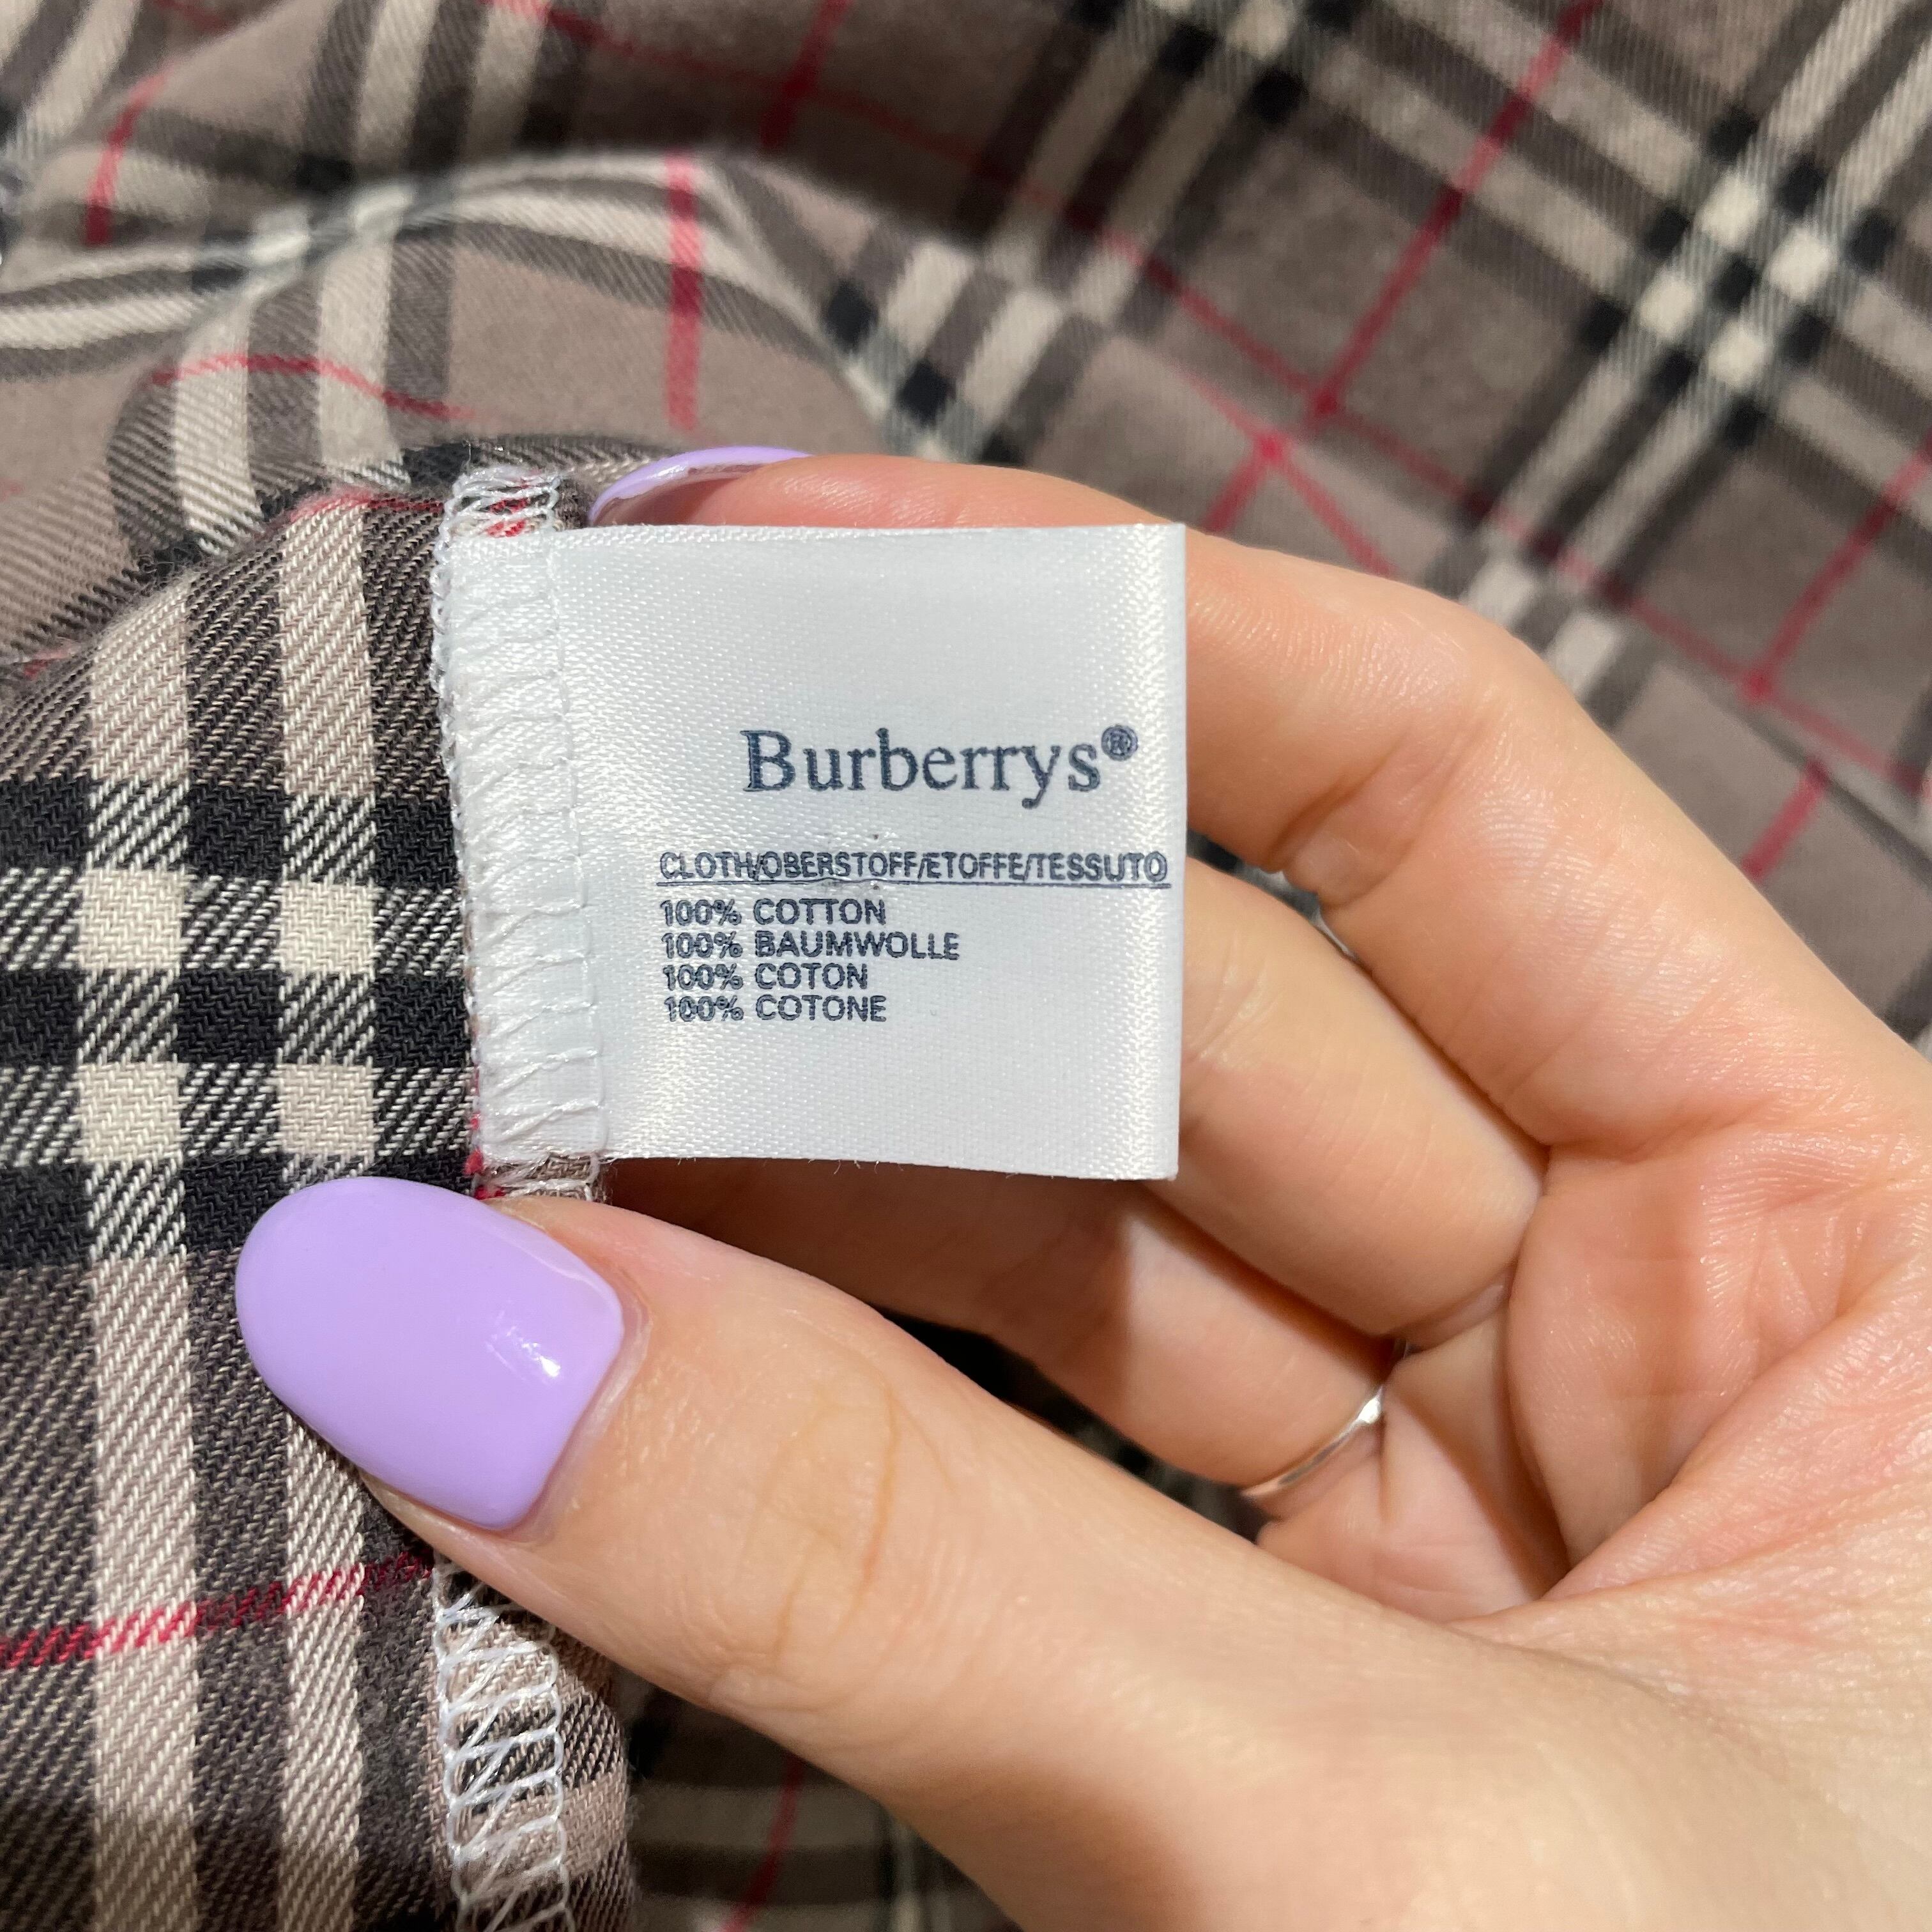 Burberrys®
CLOTH/OBERSTOFF/ETOFFE/TESSUTO
100% COTTON
100% BAUMWOLLE
100% COTON
100% COTONE